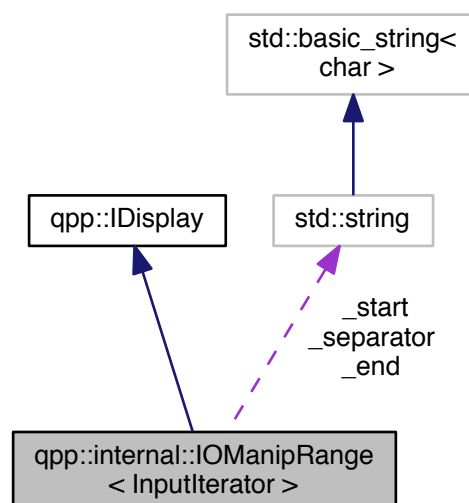 std::basic_string<
char >
qpp::IDisplay
std::string
_start
_separator
_end
qpp::internal::IOManipRange
< InputIterator >